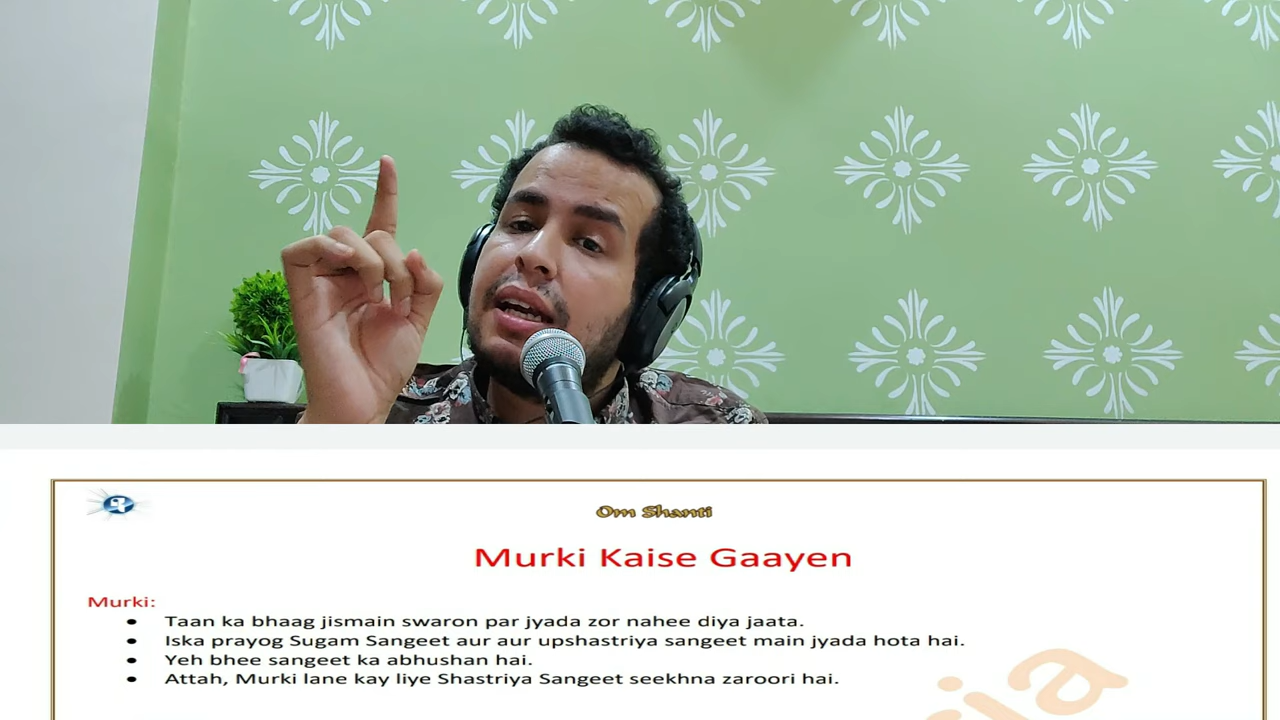 Om Shanti
Murki Kaise Gaayen
Murki:
• Taan ka bhaag jismain swaron par jyada zor nahee diya jaata.
• Iska prayog Sugam Sangeet aur aur upshastriya sangeet main jyada hota hai.
• Yeh bhee sangeet ka abhushan hai.
• Attah, Murki lane kay liye Shastriya Sangeet seekhna zaroori hai.